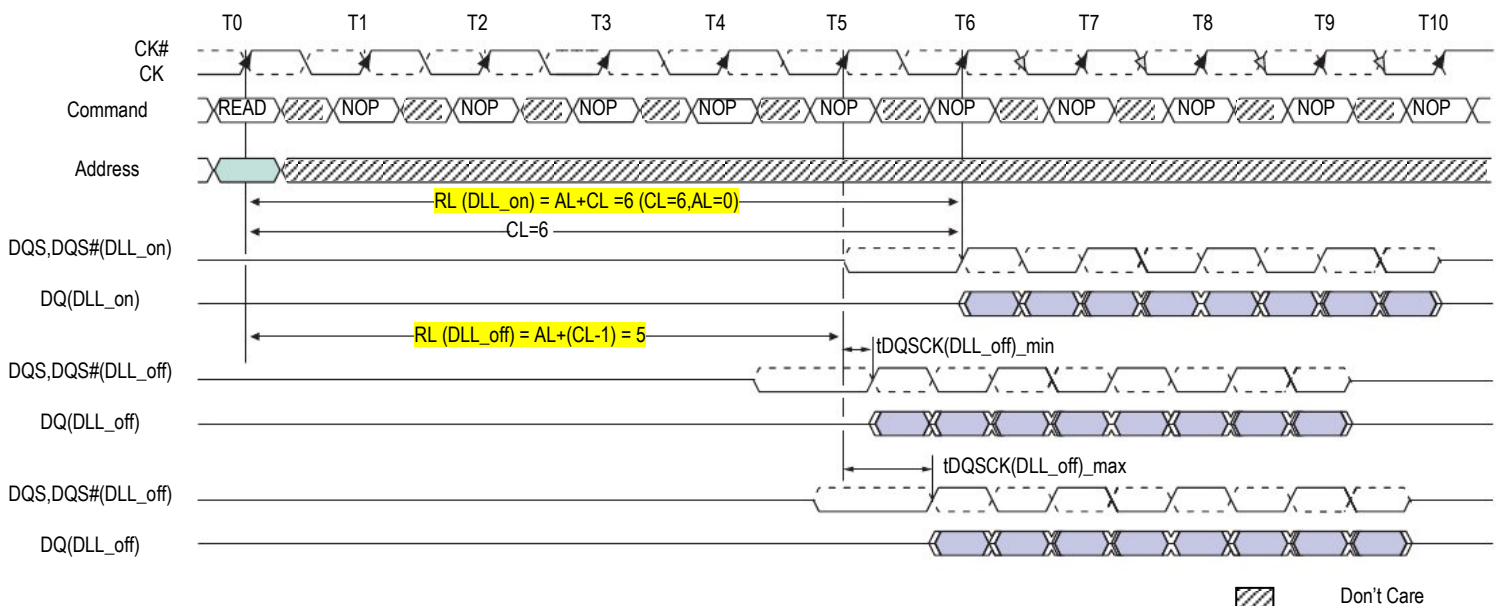 T0 T1 T2 T3 T4 T5 T6 T7 T8 T9 T10
CK#
CK
Command READ NOP NOP NOP NOP NOP NOP NOP NOP NOP NOP
Address
RL (DLL_on) = AL+CL =6 (CL=6,AL=0)
CL=6
DQS,DQS#(DLL_on)
DQ(DLL_on)
RL (DLL_off) = AL+(CL-1) = 5
tDQSCK(DLL_off)_min
DQS,DQS#(DLL_off)
DQ(DLL_off)
tDQSCK(DLL_off)_max
DQS,DQS#(DLL_off)
DQ(DLL_off)
Don't Care